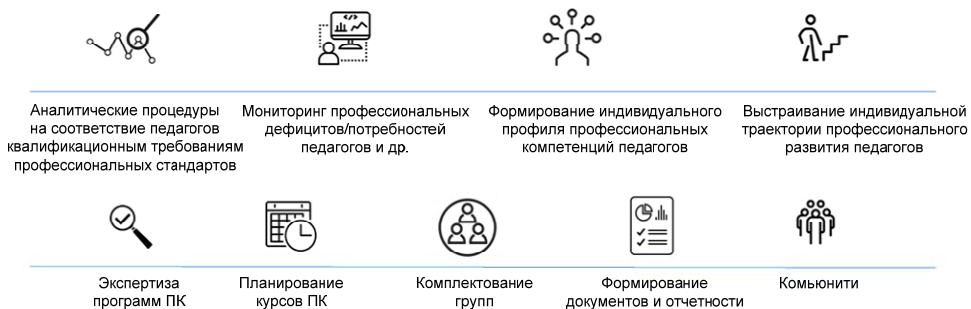 Аналитические процедуры
на соответствие педагогов
квалификационным требованиям
профессиональных стандартов
Мониторинг профессиональных
дефицитов/потребностей
педагогов и др.
Формирование индивидуального
профиля профессиональных
компетенций педагогов
Выстраивание индивидуальной
траектории профессионального
развития педагогов
Экспертиза
программ ПК
Планирование
курсов ПК
Комплектование
групп
Формирование
документов и отчетности
Комьюнити